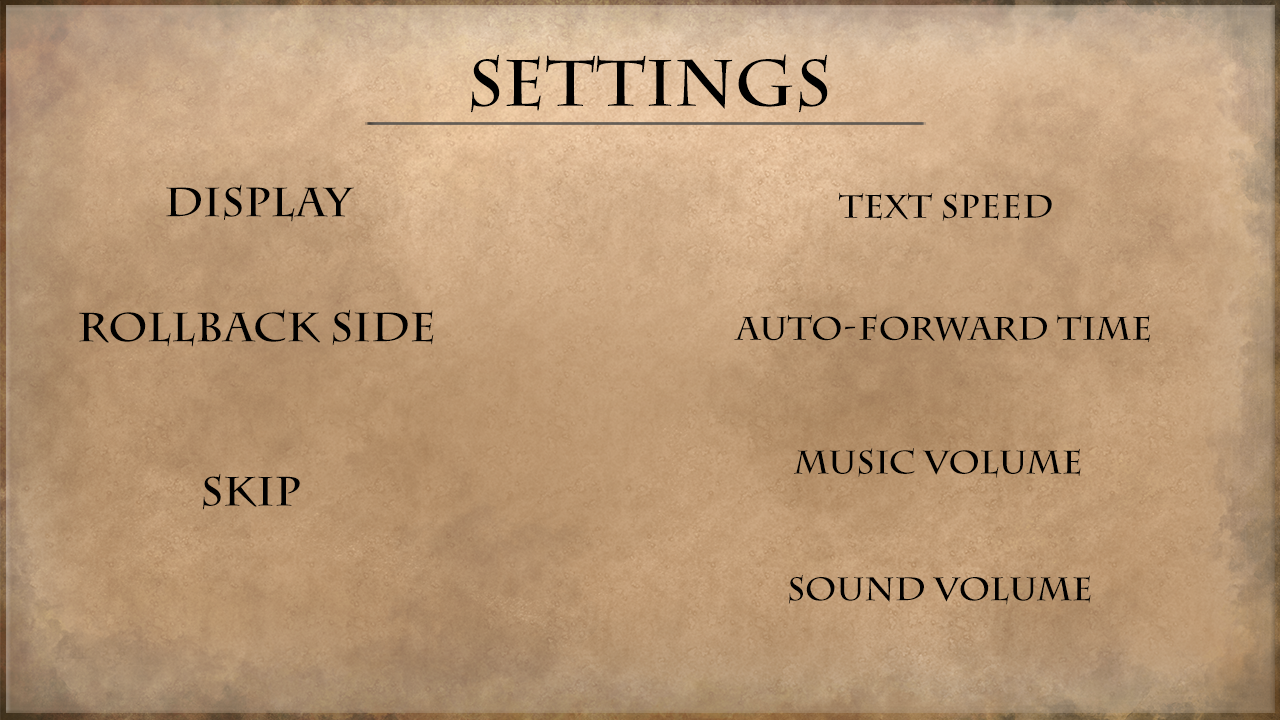 SETTINGS
DISPLAY
ROLLBACK SIDE
SKIP
TEXT SPEED
AUTO-FORWARD TIME
MUSIC VOLUME
SOUND VOLUME